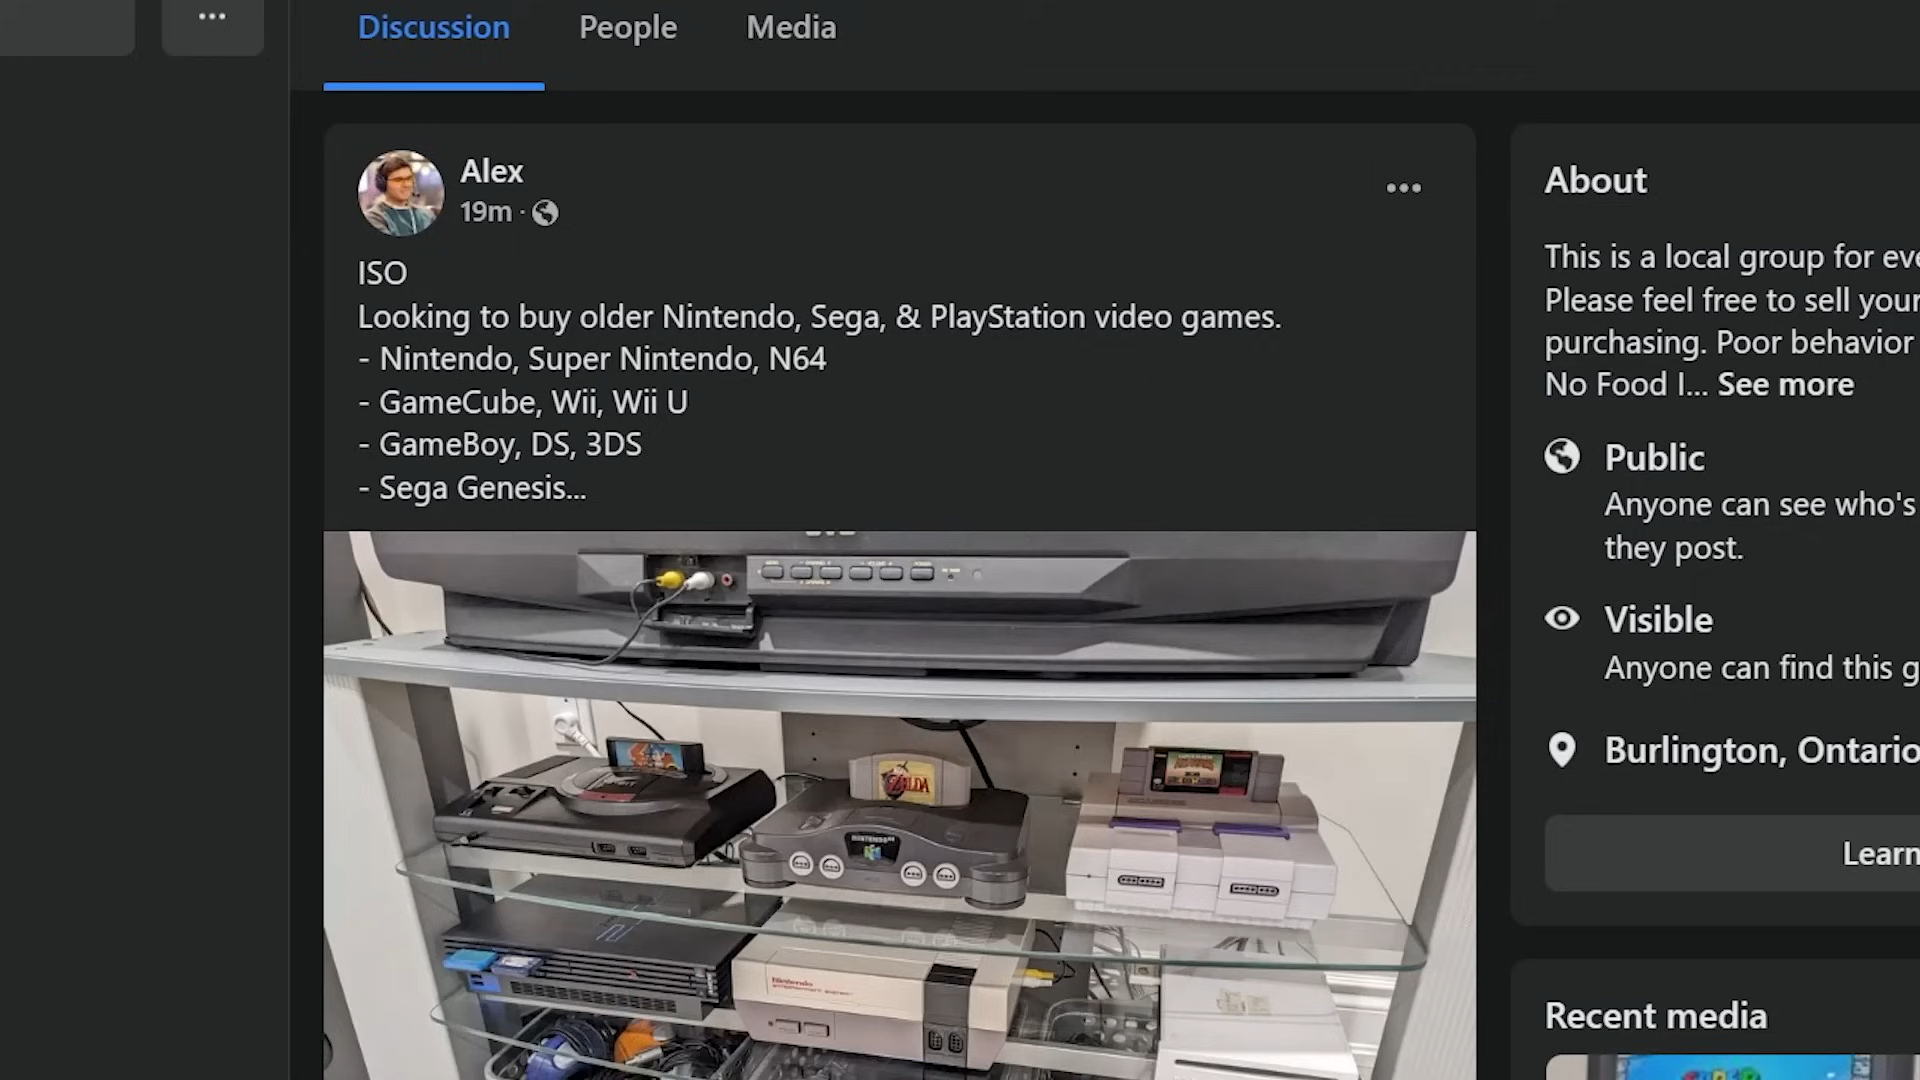 Discussion People Media
Alex
19m ·
ISO
Looking to buy older Nintendo, Sega, & PlayStation video games.
- Nintendo, Super Nintendo, N64
- GameCube, Wii, Wii U
- GameBoy, DS, 3DS
- Sega Genesis...
ZELDA
NINTENDO 64
Nintendo
About
This is a local group for eve
Please feel free to sell your
purchasing. Poor behavior
No Food I... See more
Public
Anyone can see who's
they post.
Visible
Anyone can find this g
Burlington, Ontario
Learn
Recent media